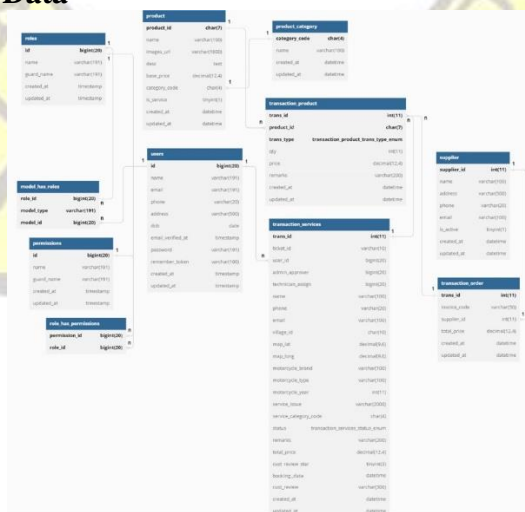 Data
roles
id bigint(20)
name varchar(191)
guard_name varchar(191)
created_at timestamp
updated_at timestamp
model_has_roles
role_id bigint(20)
model_type varchar(191)
model_id bigint(20)
permissions
id bigint(20)
name varchar(191)
guard_name varchar(191)
created_at timestamp
updated_at timestamp
role_has_permissions
permission_id bigint(20)
role_id bigint(20)
product
product_id char(7)
name varchar(100)
images_url varchar(1000)
desc text
base_price decimal(12,4)
category_code char(4)
is_service tinyint(1)
created_at datetime
updated_at datetime
users
id bigint(20)
name varchar(191)
email varchar(191)
phone varchar(20)
address varchar(500)
dob date
email_verified_at timestamp
password varchar(191)
remember_token varchar(100)
created_at timestamp
updated_at timestamp
product_category
category_code char(4)
name varchar(100)
created_at datetime
updated_at datetime
transaction_product
trans_id int(11)
product_id char(7)
trans_type transaction_product_trans_type_enum
qty int(11)
price decimal(12,4)
remarks varchar(200)
created_at datetime
updated_at datetime
transaction_services
trans_id int(11)
ticket_id varchar(10)
user_id bigint(20)
admin_approver bigint(20)
technician_assign bigint(20)
name varchar(100)
phone varchar(20)
email varchar(100)
village_id char(10)
map_lat
map_long
motorcycle_brand varchar(100)
motorcycle_type varchar(100)
motorcycle_year int(11)
service_issue varchar(2000)
service_category_code char(4)
status transaction_services_status_enum
remarks varchar(200)
total_price decimal(12,4)
cust_review_star
booking_date datetime
cust_review varchar(500)
created_at datetime
updated_at datetime
supplier
supplier_id int(11)
name varchar(100)
address varchar(500)
phone varchar(20)
email varchar(100)
is_active tinyint(1)
created_at datetime
updated_at datetime
transaction_order
trans_id int(11)
invoice_code varchar(50)
supplier_id int(11)
total_price decimal(12,4)
created_at datetime
updated_at datetime